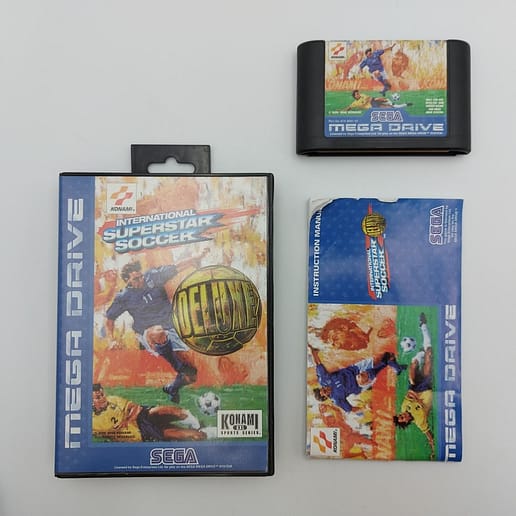 KONAMI
SEGA
MEGA DRIVE
KONAMI
INTERNATIONAL
SUPERSTAR
SOCCER
DELUXE
MEGA DRIVE
KONAMI
SPORTS SERIES
SEGA
INSTRUCTION MANUAL
INTERNATIONAL
SUPERSTAR
SOCCER
DELUXE
SEGA
MEGA DRIVE
KONAMI